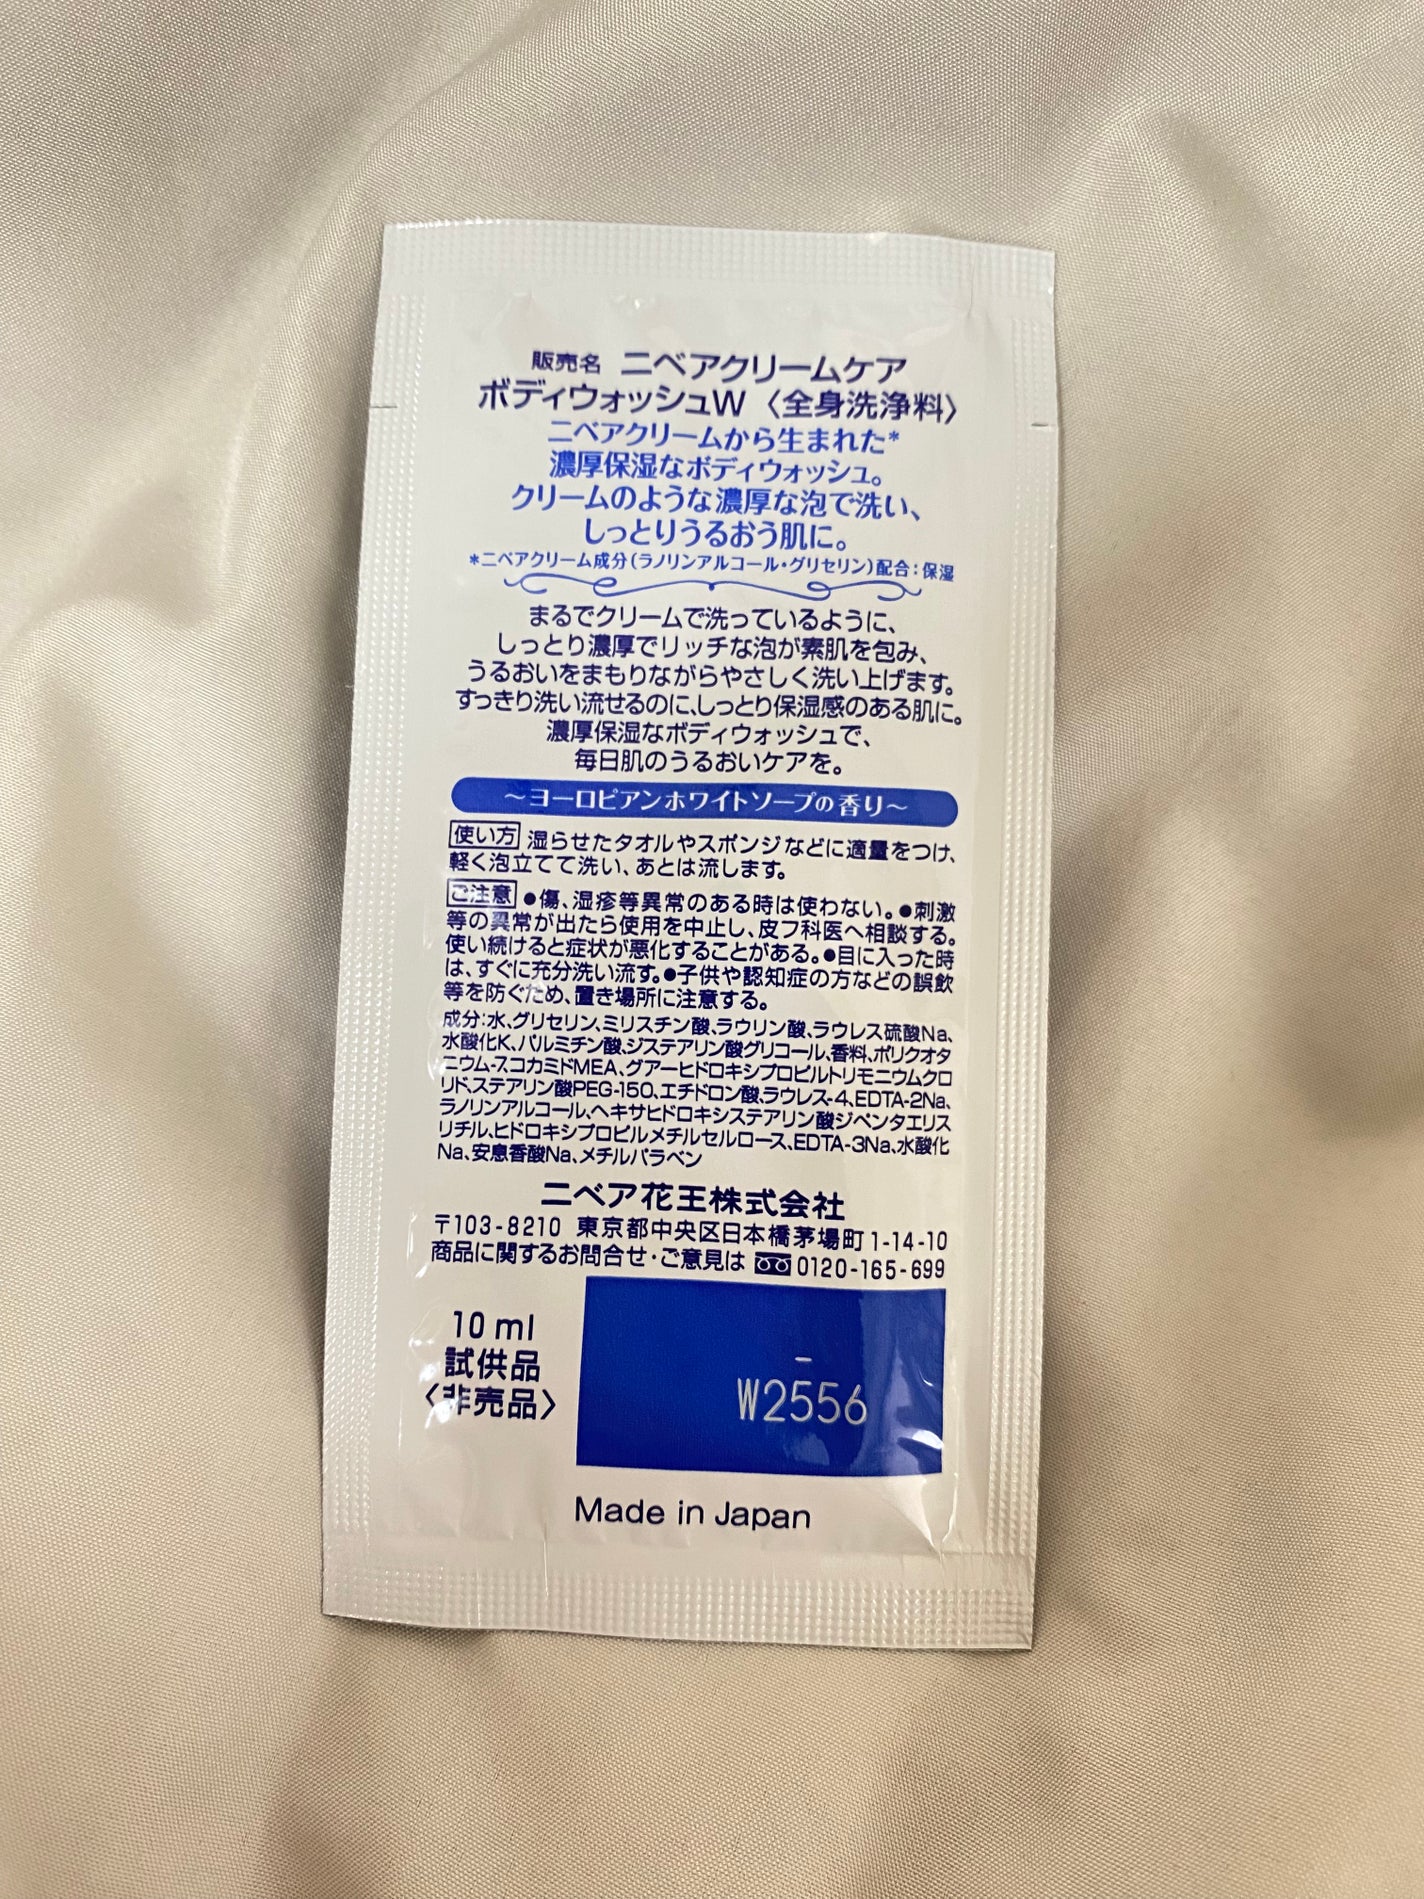 販売名 ニベアクリームケア
ボディウォッシュW 〈全身洗浄料〉
ニベアクリームから生まれた*
濃厚保湿なボディウォッシュ。
クリームのような濃厚な泡で洗い、
しっとりうるおう肌に。
*ニベアクリーム成分(ラノリンアルコール・グリセリン)配合:保湿
まるでクリームで洗っているように、
しっとり濃厚でリッチな泡が素肌を包み、
うるおいをまもりながらやさしく洗い上げます。
すっきり洗い流せるのに、しっとり保湿感のある肌に。
濃厚保湿なボディウォッシュで、
毎日肌のうるおいケアを。
～ヨーロピアンホワイトソープの香り～
使い方 湿らせたタオルやスポンジなどに適量をつけ、
軽く泡立てて洗い、あとは流します。
ご注意 ●傷、湿疹等異常のある時は使わない。●刺激
等の異常が出たら使用を中止し、皮フ科医へ相談する。
使い続けると症状が悪化することがある。●目に入った時
は、すぐに充分洗い流す。●子供や認知症の方などの誤飲
等を防ぐため、置き場所に注意する。
成分:水、グリセリン、ミリスチン酸、ラウリン酸、ラウレス硫酸Na、
水酸化K、パルミチン酸、ジステアリン酸グリコール、香料、ポリクオタ
ニウム-7、コカミドMEA、グアーヒドロキシプロピルトリモニウムクロ
リド、ステアリン酸PEG-150、エチドロン酸、ラウレス-4、EDTA-2Na、
ラノリンアルコール、ヘキサヒドロキシステアリン酸ジペンタエリス
リチル、ヒドロキシプロピルメチルセルロース、EDTA-3Na、水酸化
Na、安息香酸Na、メチルパラベン
ニベア花王株式会社
〒103-8210 東京都中央区日本橋茅場町1-14-10
商品に関するお問合せ・ご意見は 0120-165-699
10 ml
試供品
〈非売品〉
–
W2556
Made in Japan